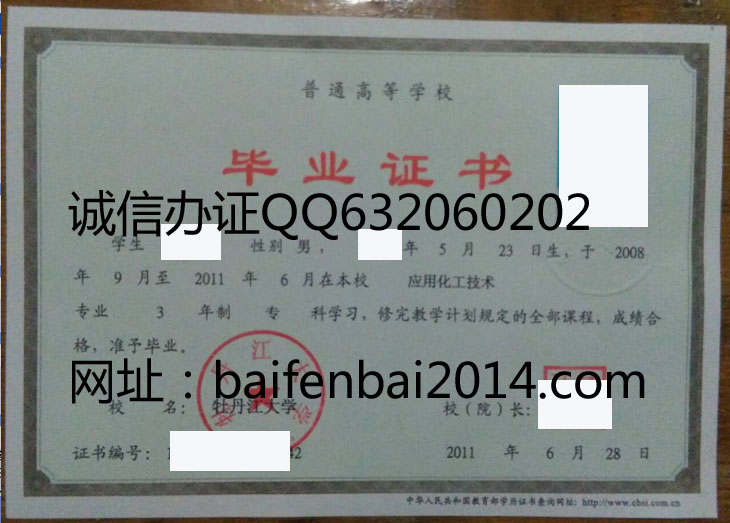 普通高等学校
毕业证书
诚信办证QQ632060202
学生 性别 男, 年 5 月 23 日生,于 2008
年 9 月至 2011 年 6 月在本校 应用化工技术
专业 3 年制 专 科学习,修完教学计划规定的全部课程,成绩合
格,准予毕业。
网址:baifenbai2014.com
校 名: 牡丹江大学 校(院)长:
证书编号: 2011 年 6 月 28 日
中华人民共和国教育部学历证书查询网址: http://www.chsi.com.cn